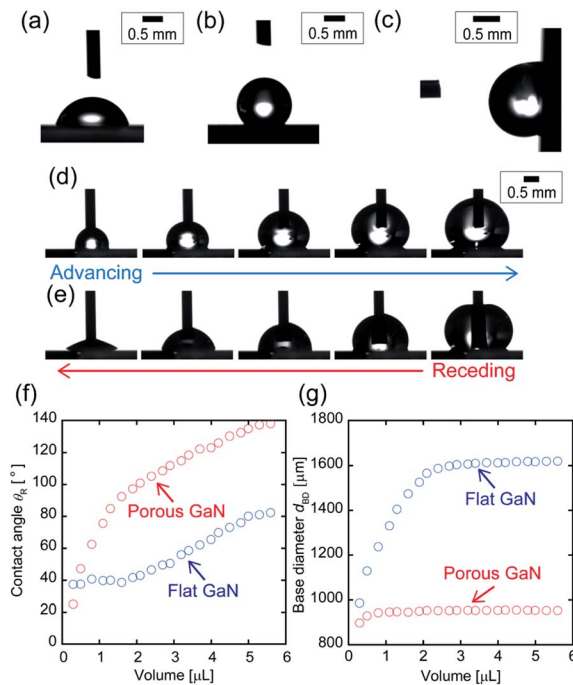 (a)
0.5 mm
(b)
0.5 mm
(c)
0.5 mm
(d)
0.5 mm
Advancing
(e)
Receding
(f)
140
120
100
80
60
40
20
0
0 1 2 3 4 5 6
Contact angle θR [°]
Volume [μL]
Porous GaN
Flat GaN
(g)
1800
1600
1400
1200
1000
800
0 1 2 3 4 5 6
Base diameter dBD [μm]
Volume [μL]
Flat GaN
Porous GaN